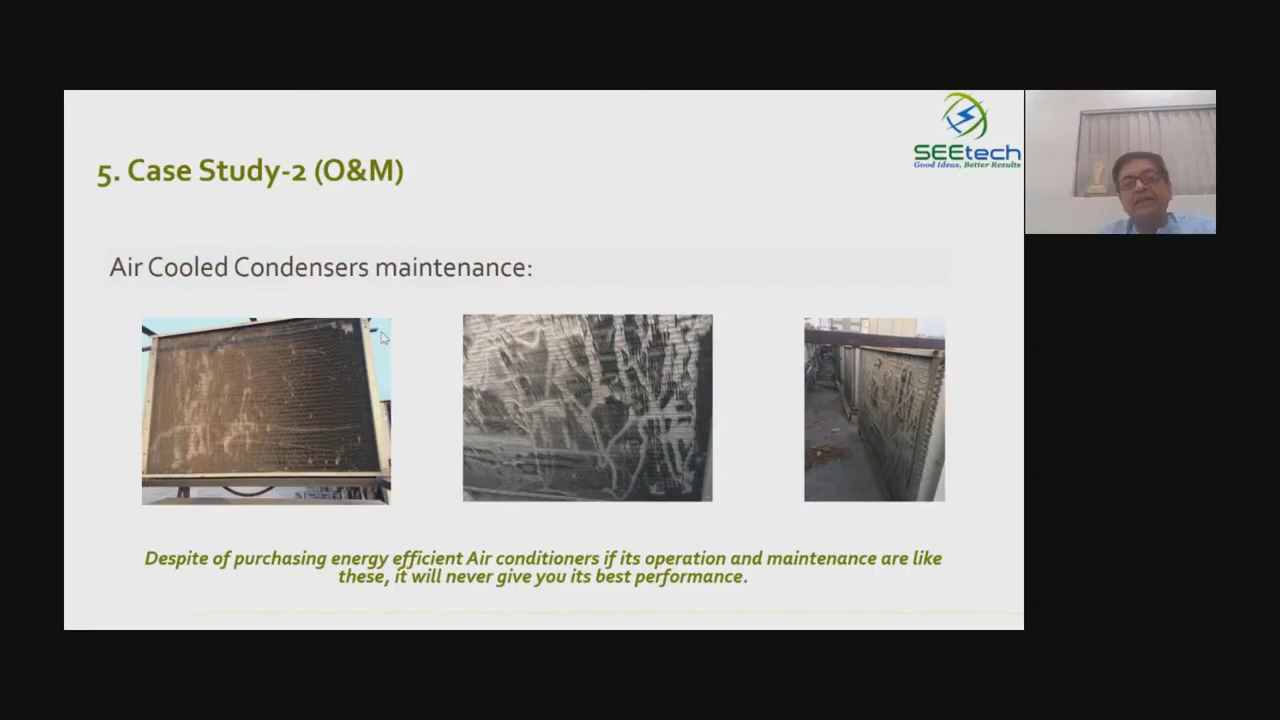 SEEtech
Good Ideas, Better Results
5. Case Study-2 (O&M)
Air Cooled Condensers maintenance:
Despite of purchasing energy efficient Air conditioners if its operation and maintenance are like
these, it will never give you its best performance.